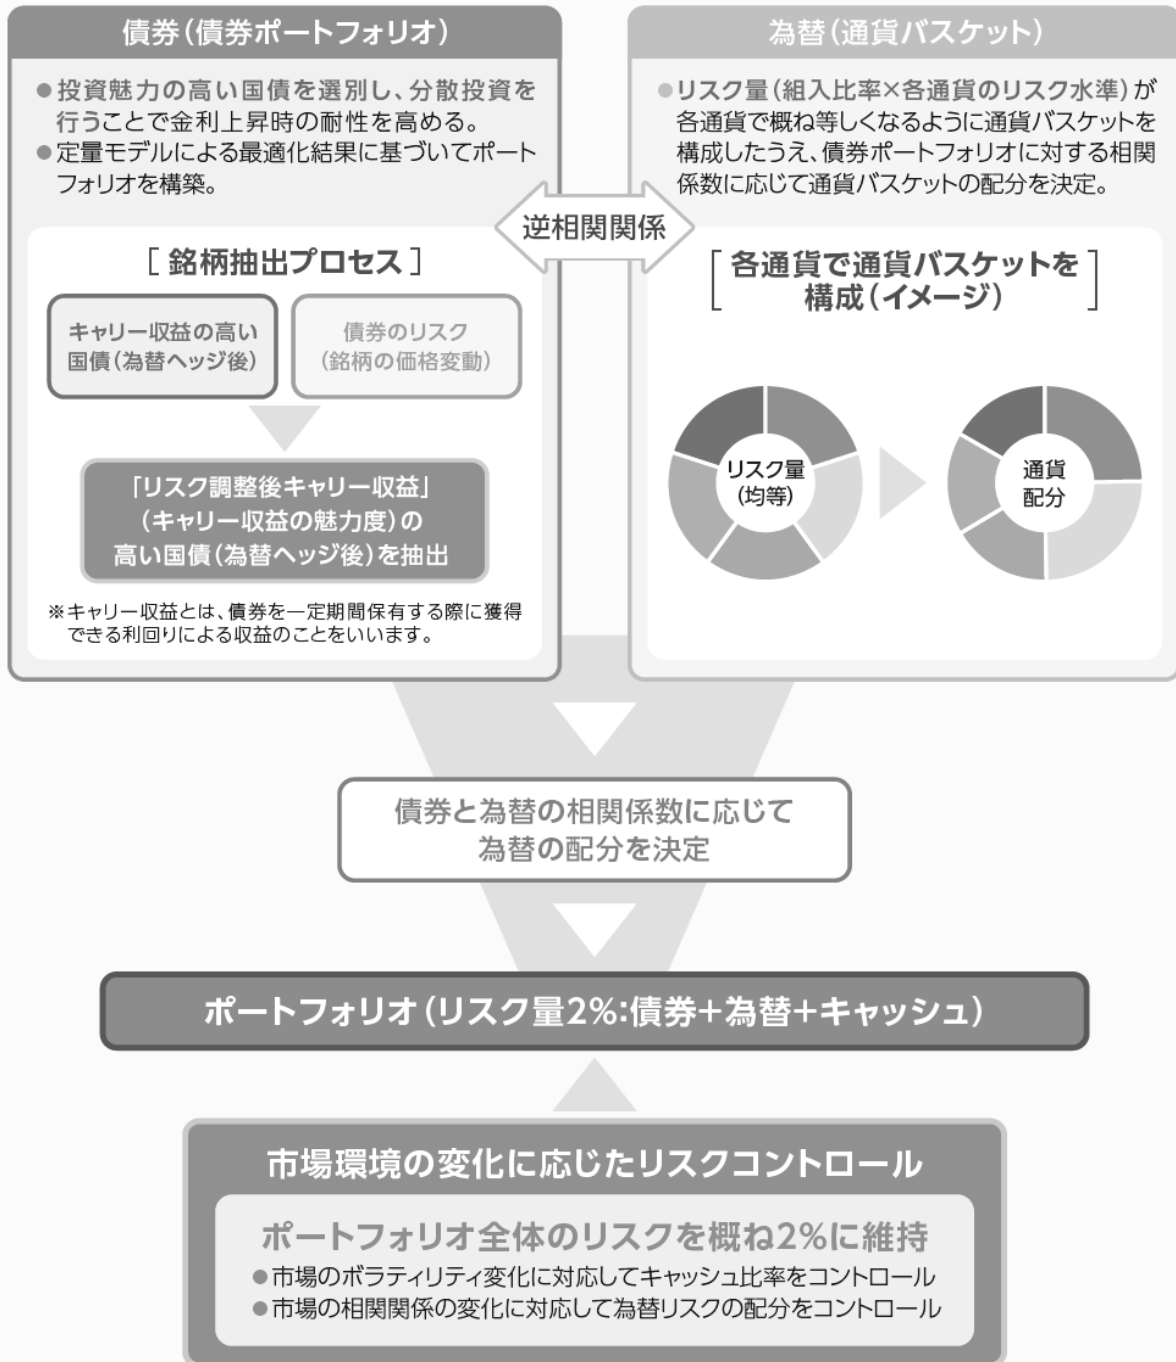 債券（債券ポートフォリオ）
●投資魅力の高い国債を選別し、分散投資を
行うことで金利上昇時の耐性を高める。
●定量モデルによる最適化結果に基づいてポート
フォリオを構築。
［銘柄抽出プロセス］
キャリー収益の高い
国債（為替ヘッジ後）
債券のリスク
（銘柄の価格変動）
「リスク調整後キャリー収益」
（キャリー収益の魅力度）の
高い国債（為替ヘッジ後）を抽出
※キャリー収益とは、債券を一定期間保有する際に獲得
できる利回りによる収益のことをいいます。
逆相関関係
為替（通貨バスケット）
●リスク量（組入比率×各通貨のリスク水準）が
各通貨で概ね等しくなるように通貨バスケットを
構成したうえ、債券ポートフォリオに対する相関
係数に応じて通貨バスケットの配分を決定。
［各通貨で通貨バスケットを
構成（イメージ）］
リスク量
（均等）
通貨
配分
債券と為替の相関係数に応じて
為替の配分を決定
ポートフォリオ（リスク量2%：債券＋為替＋キャッシュ）
市場環境の変化に応じたリスクコントロール
ポートフォリオ全体のリスクを概ね2%に維持
●市場のボラティリティ変化に対応してキャッシュ比率をコントロール
●市場の相関関係の変化に対応して為替リスクの配分をコントロール